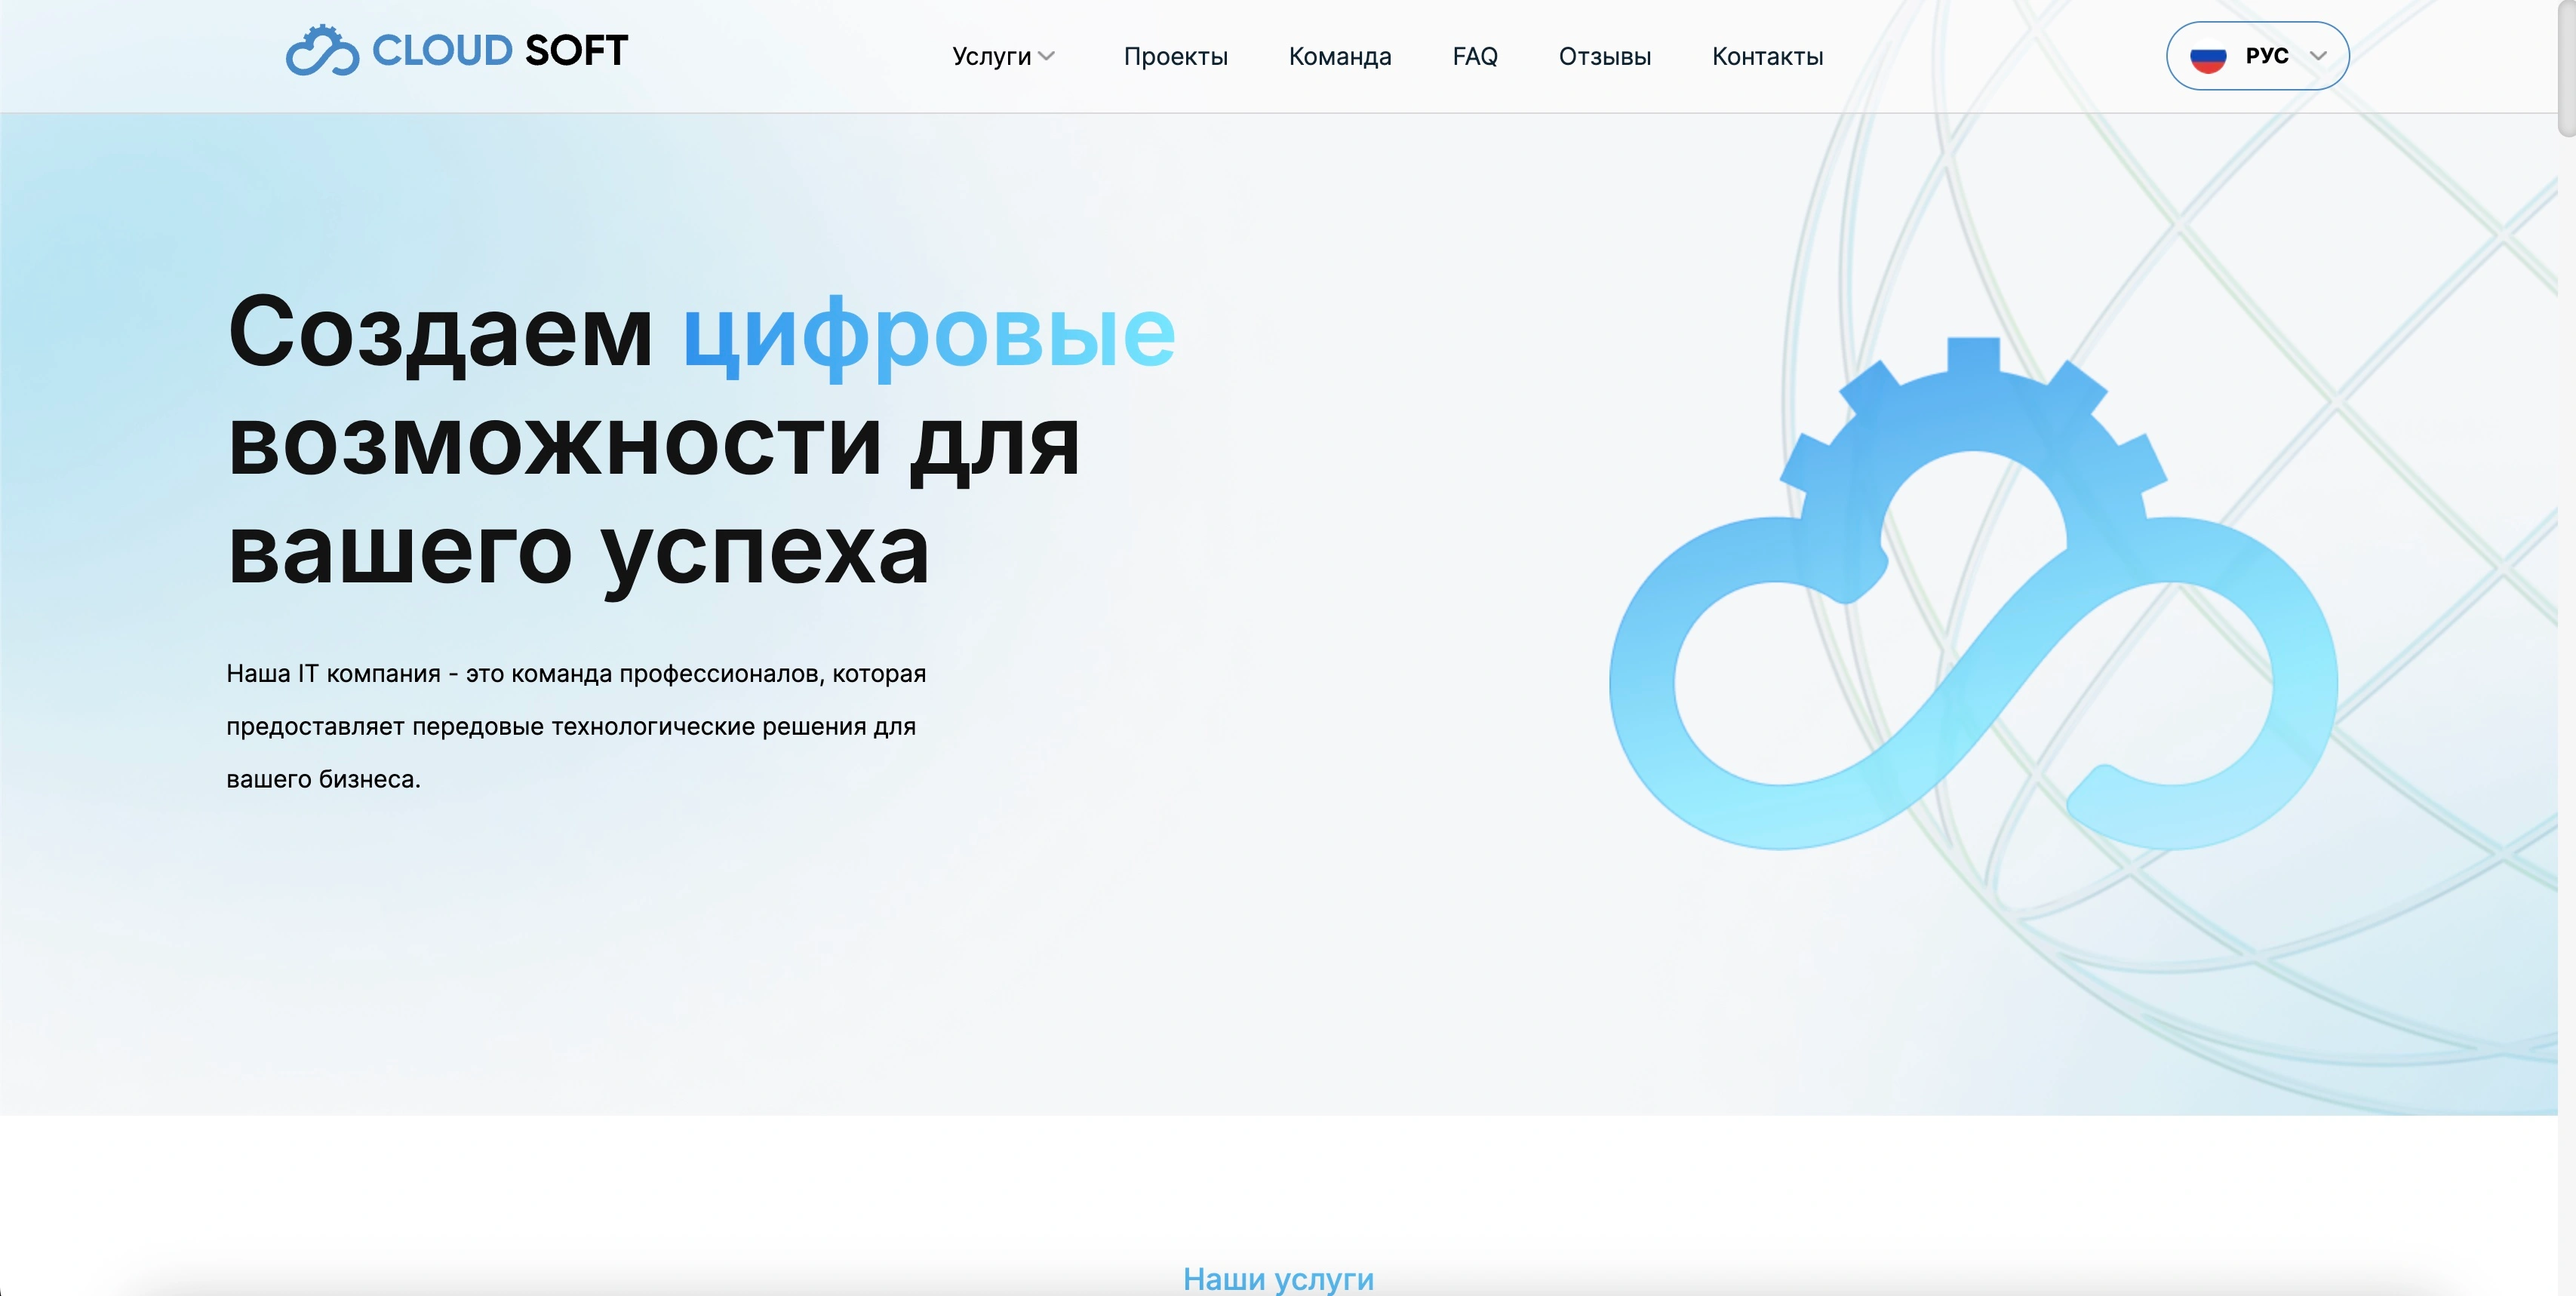 CLOUD SOFT
Услуги
Проекты
Команда
FAQ
Отзывы
Контакты
РУС
Создаем цифровые
возможности для
вашего успеха
Наша IT компания - это команда профессионалов, которая
предоставляет передовые технологические решения для
вашего бизнеса.
Наши услуги